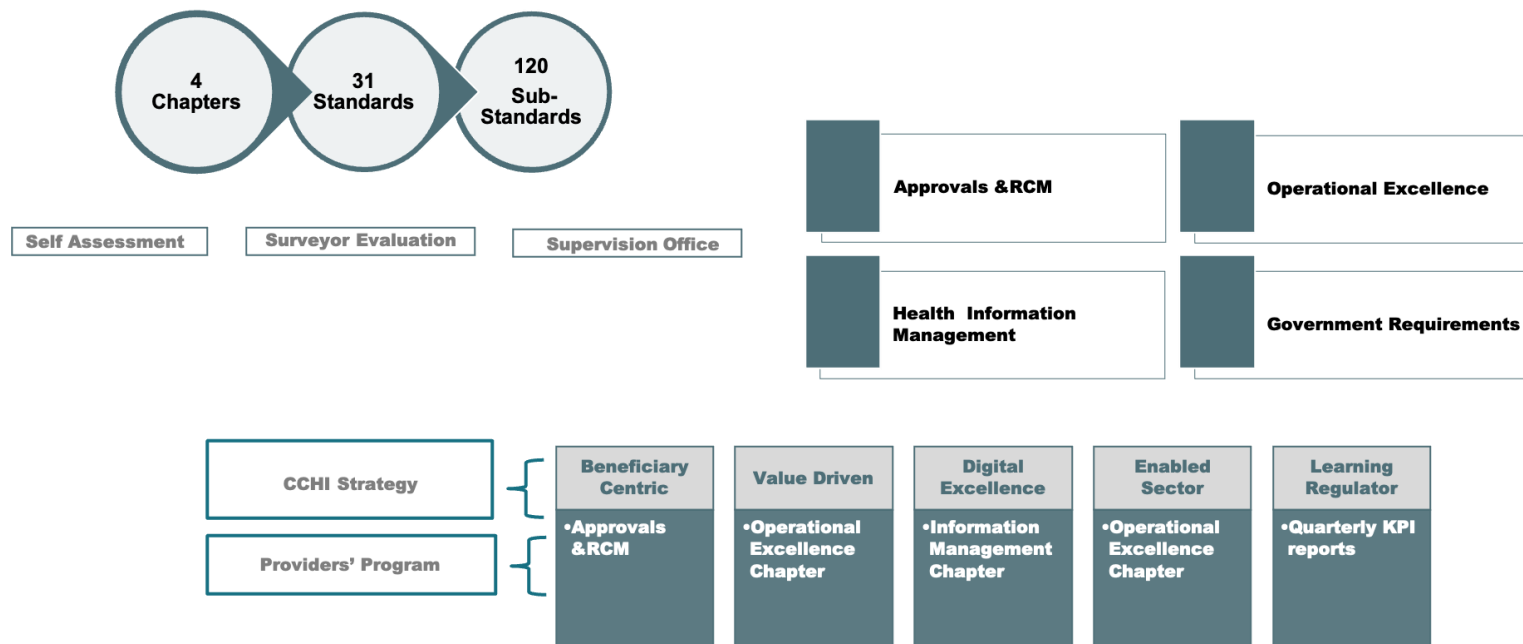 4
Chapters
31
Standards
120
Sub-
Standards
Self Assessment
Surveyor Evaluation
Supervision Office
Approvals &RCM
Operational Excellence
Health Information
Management
Government Requirements
CCHI Strategy
Providers’ Program
Beneficiary
Centric
•Approvals
&RCM
Value Driven
•Operational
Excellence
Chapter
Digital
Excellence
•Information
Management
Chapter
Enabled
Sector
•Operational
Excellence
Chapter
Learning
Regulator
•Quarterly KPI
reports